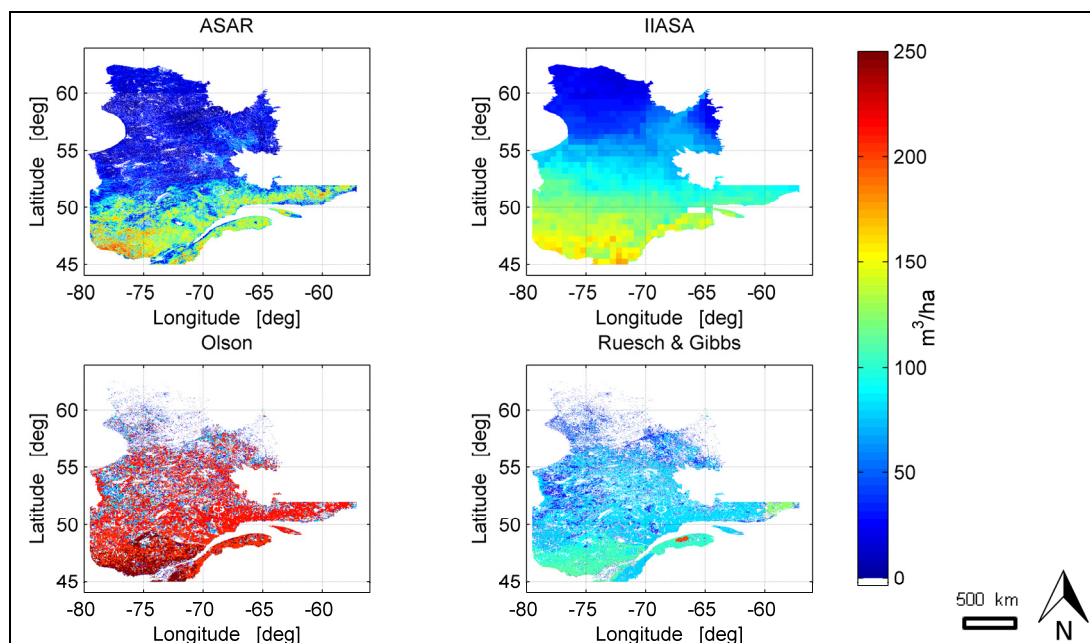 ASAR
IIASA
Latitude [deg]
60
55
50
45
-80 -75 -70 -65 -60
Longitude [deg]
Latitude [deg]
60
55
50
45
-80 -75 -70 -65 -60
Longitude [deg]
250
200
150
100
50
0
m³/ha
Olson
Ruesch & Gibbs
Latitude [deg]
60
55
50
45
-80 -75 -70 -65 -60
Longitude [deg]
Latitude [deg]
60
55
50
45
-80 -75 -70 -65 -60
Longitude [deg]
500 km
N